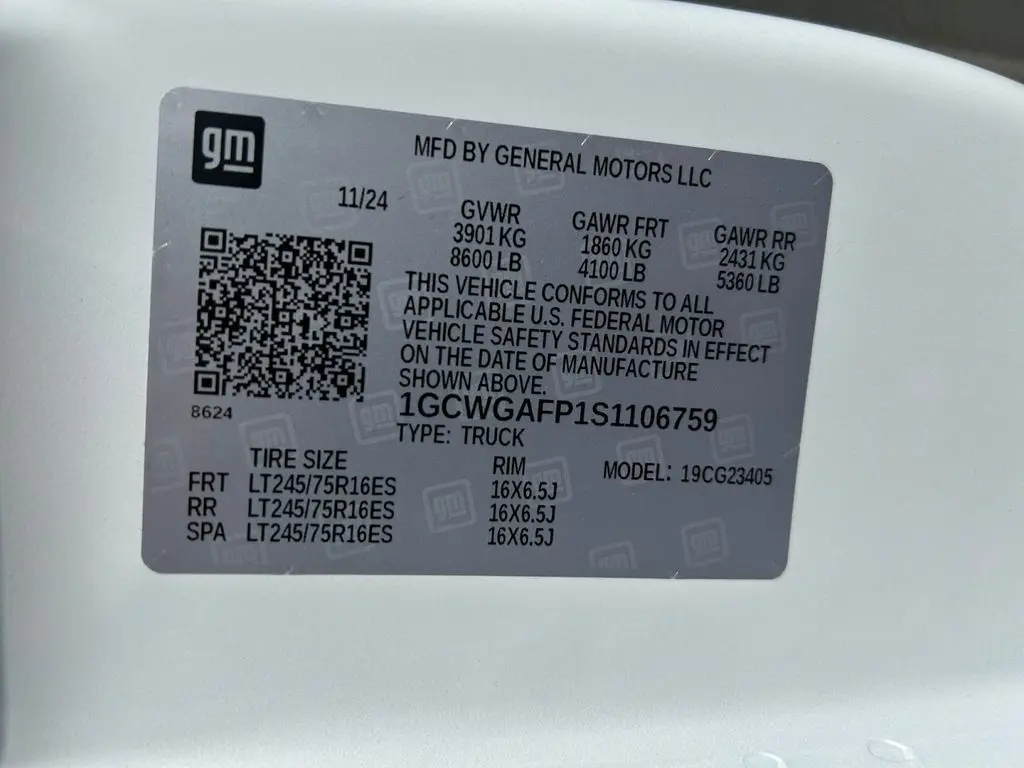 gm
MFD BY GENERAL MOTORS LLC
11/24
GVWR GAWR FRT GAWR RR
3901 KG 1860 KG 2431 KG
8600 LB 4100 LB 5360 LB
THIS VEHICLE CONFORMS TO ALL
APPLICABLE U.S. FEDERAL MOTOR
VEHICLE SAFETY STANDARDS IN EFFECT
ON THE DATE OF MANUFACTURE
SHOWN ABOVE.
8624
1GCWGAFP1S1106759
TYPE: TRUCK
TIRE SIZE RIM MODEL: 19CG23405
FRT LT245/75R16ES 16X6.5J
RR LT245/75R16ES 16X6.5J
SPA LT245/75R16ES 16X6.5J